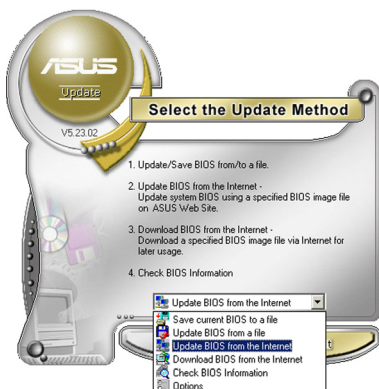 ASUS
Update
V5.23.02
Select the Update Method
1. Update/Save BIOS from/to a file.
2. Update BIOS from the Internet -
Update system BIOS using a specified BIOS image file
on ASUS Web Site.
3. Download BIOS from the Internet -
Download a specified BIOS image file via Internet for
later usage.
4. Check BIOS Information
Update BIOS from the Internet
Save current BIOS to a file
Update BIOS from a file
Update BIOS from the Internet
Download BIOS from the Internet
Check BIOS Information
Options